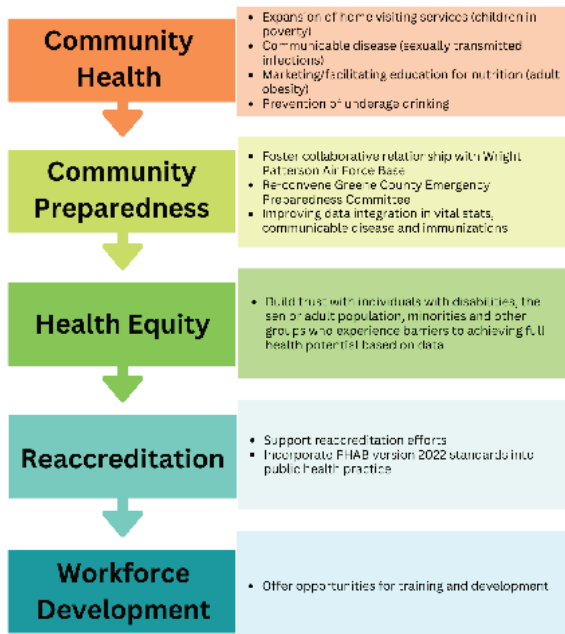 Community
Health
• Expansion of home visiting services (children in
poverty)
• Communicable disease (sexually transmitted
infections)
• Marketing/facilitating education for nutrition (adult
obesity)
• Prevention of underage drinking
Community
Preparedness
• Foster collaborative relationship with Wright
Patterson Air Force Base
• Re-convene Greene County Emergency
Preparedness Committee
• Improving data integration in vital stats,
communicable disease and immunizations
Health Equity
• Build trust with individuals with disabilities, the
senior adult population, minorities and other
groups who experience barriers to achieving full
health potential based on data
Reaccreditation
• Support reaccreditation efforts
• Incorporate PHAB version 2022 standards into
public health practice
Workforce
Development
• Offer opportunities for training and development